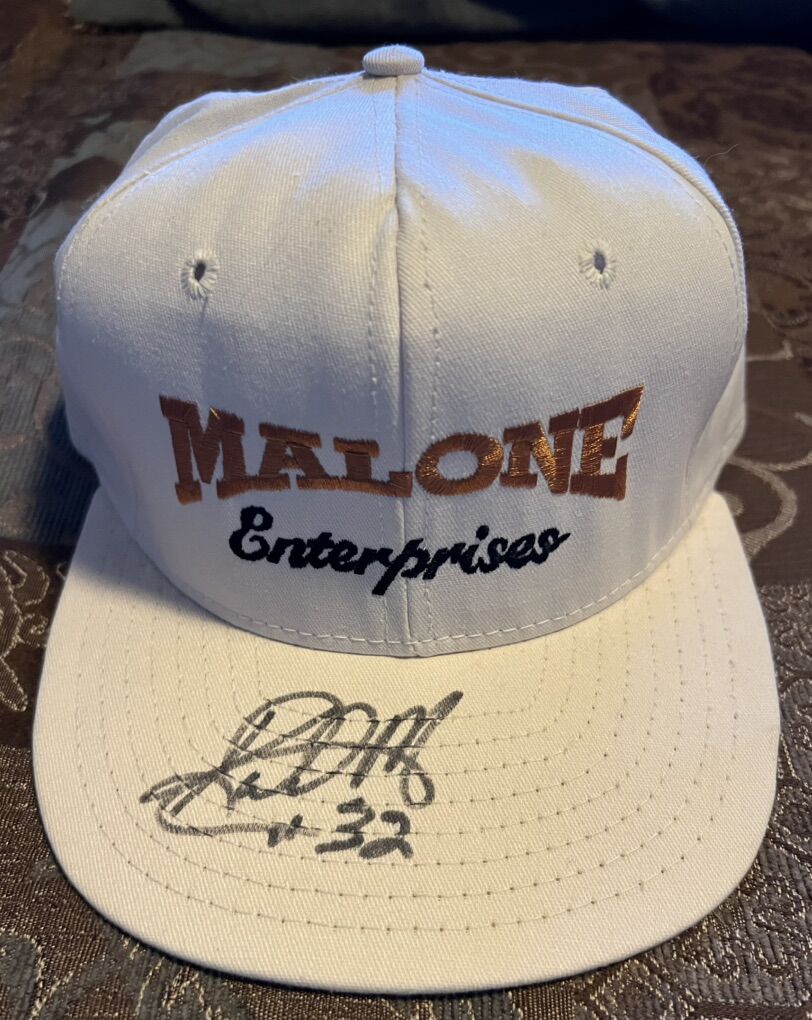 MALONE
Enterprises
32